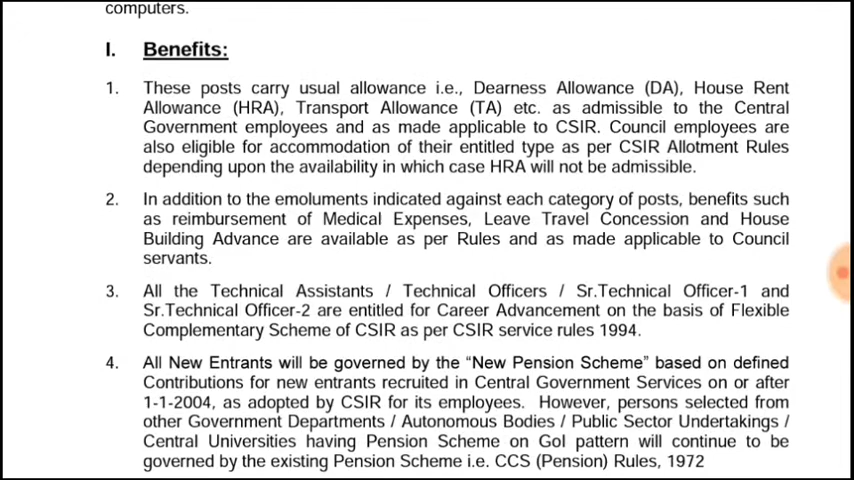 computers.
I. Benefits:
1. These posts carry usual allowance i.e., Dearness Allowance (DA), House Rent
Allowance (HRA), Transport Allowance (TA) etc. as admissible to the Central
Government employees and as made applicable to CSIR. Council employees are
also eligible for accommodation of their entitled type as per CSIR Allotment Rules
depending upon the availability in which case HRA will not be admissible.
2. In addition to the emoluments indicated against each category of posts, benefits such
as reimbursement of Medical Expenses, Leave Travel Concession and House
Building Advance are available as per Rules and as made applicable to Council
servants.
3. All the Technical Assistants / Technical Officers / Sr.Technical Officer-1 and
Sr.Technical Officer-2 are entitled for Career Advancement on the basis of Flexible
Complementary Scheme of CSIR as per CSIR service rules 1994.
4. All New Entrants will be governed by the “New Pension Scheme” based on defined
Contributions for new entrants recruited in Central Government Services on or after
1-1-2004, as adopted by CSIR for its employees. However, persons selected from
other Government Departments / Autonomous Bodies / Public Sector Undertakings /
Central Universities having Pension Scheme on GoI pattern will continue to be
governed by the existing Pension Scheme i.e. CCS (Pension) Rules, 1972